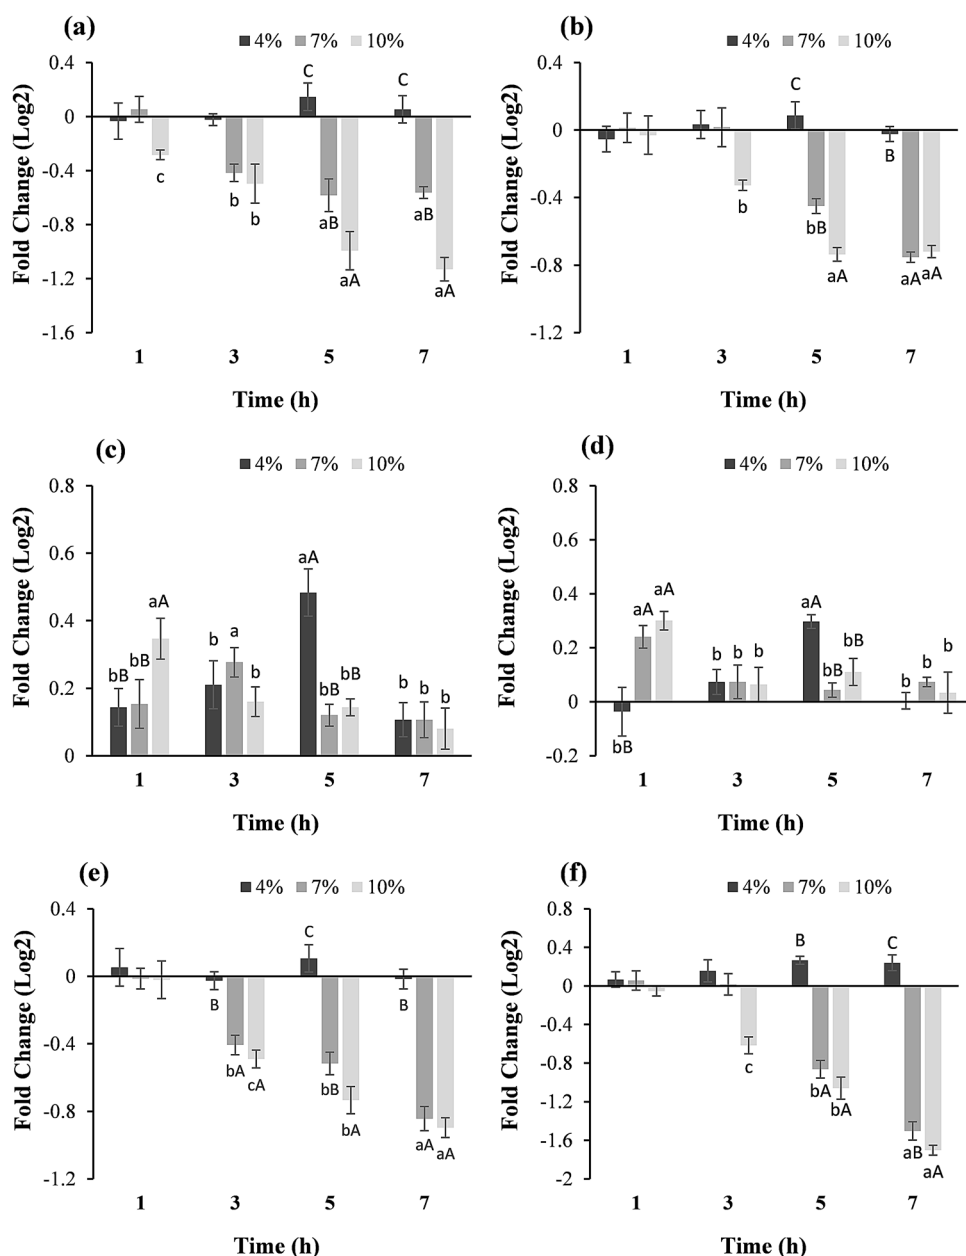 (a)
4% 7% 10%
Fold Change (Log2)
0.4
0
-0.4
-0.8
-1.2
-1.6
C C
c b b aB aA aB aA
1 3 5 7
Time (h)
(b)
4% 7% 10%
Fold Change (Log2)
0.4
0
-0.4
-0.8
-1.2
C
b bB aA B aA aA
1 3 5 7
Time (h)
(c)
4% 7% 10%
Fold Change (Log2)
0.8
0.6
0.4
0.2
0
bB bB aA b a b aA bB bB b b b
1 3 5 7
Time (h)
(d)
4% 7% 10%
Fold Change (Log2)
0.8
0.6
0.4
0.2
0
-0.2
bB aA aA b b b aA bB bB b b b
1 3 5 7
Time (h)
(e)
4% 7% 10%
Fold Change (Log2)
0.4
0
-0.4
-0.8
-1.2
B bA cA C bB bA B aA aA
1 3 5 7
Time (h)
(f)
4% 7% 10%
Fold Change (Log2)
0.8
0.4
0
-0.4
-0.8
-1.2
-1.6
-2
c B bA bA C aB aA
1 3 5 7
Time (h)